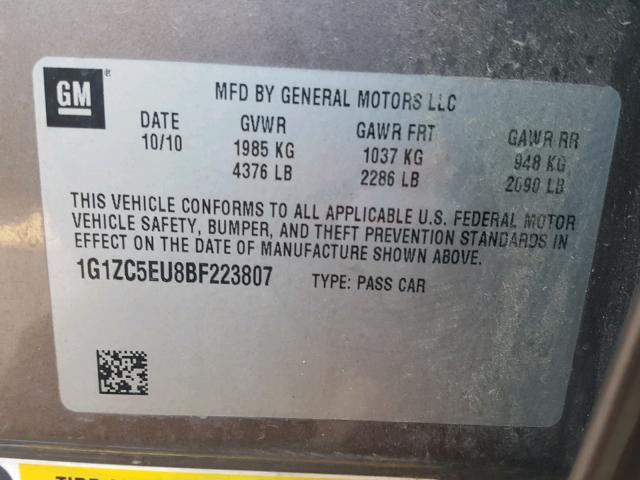 GM ®
MFD BY GENERAL MOTORS LLC
DATE GVWR GAWR FRT GAWR RR
10/10 1985 KG 1037 KG 948 KG
4376 LB 2286 LB 2090 LB
THIS VEHICLE CONFORMS TO ALL APPLICABLE U.S. FEDERAL MOTOR
VEHICLE SAFETY, BUMPER, AND THEFT PREVENTION STANDARDS IN
EFFECT ON THE DATE OF MANUFACTURE SHOWN ABOVE.
1G1ZC5EU8BF223807 TYPE: PASS CAR